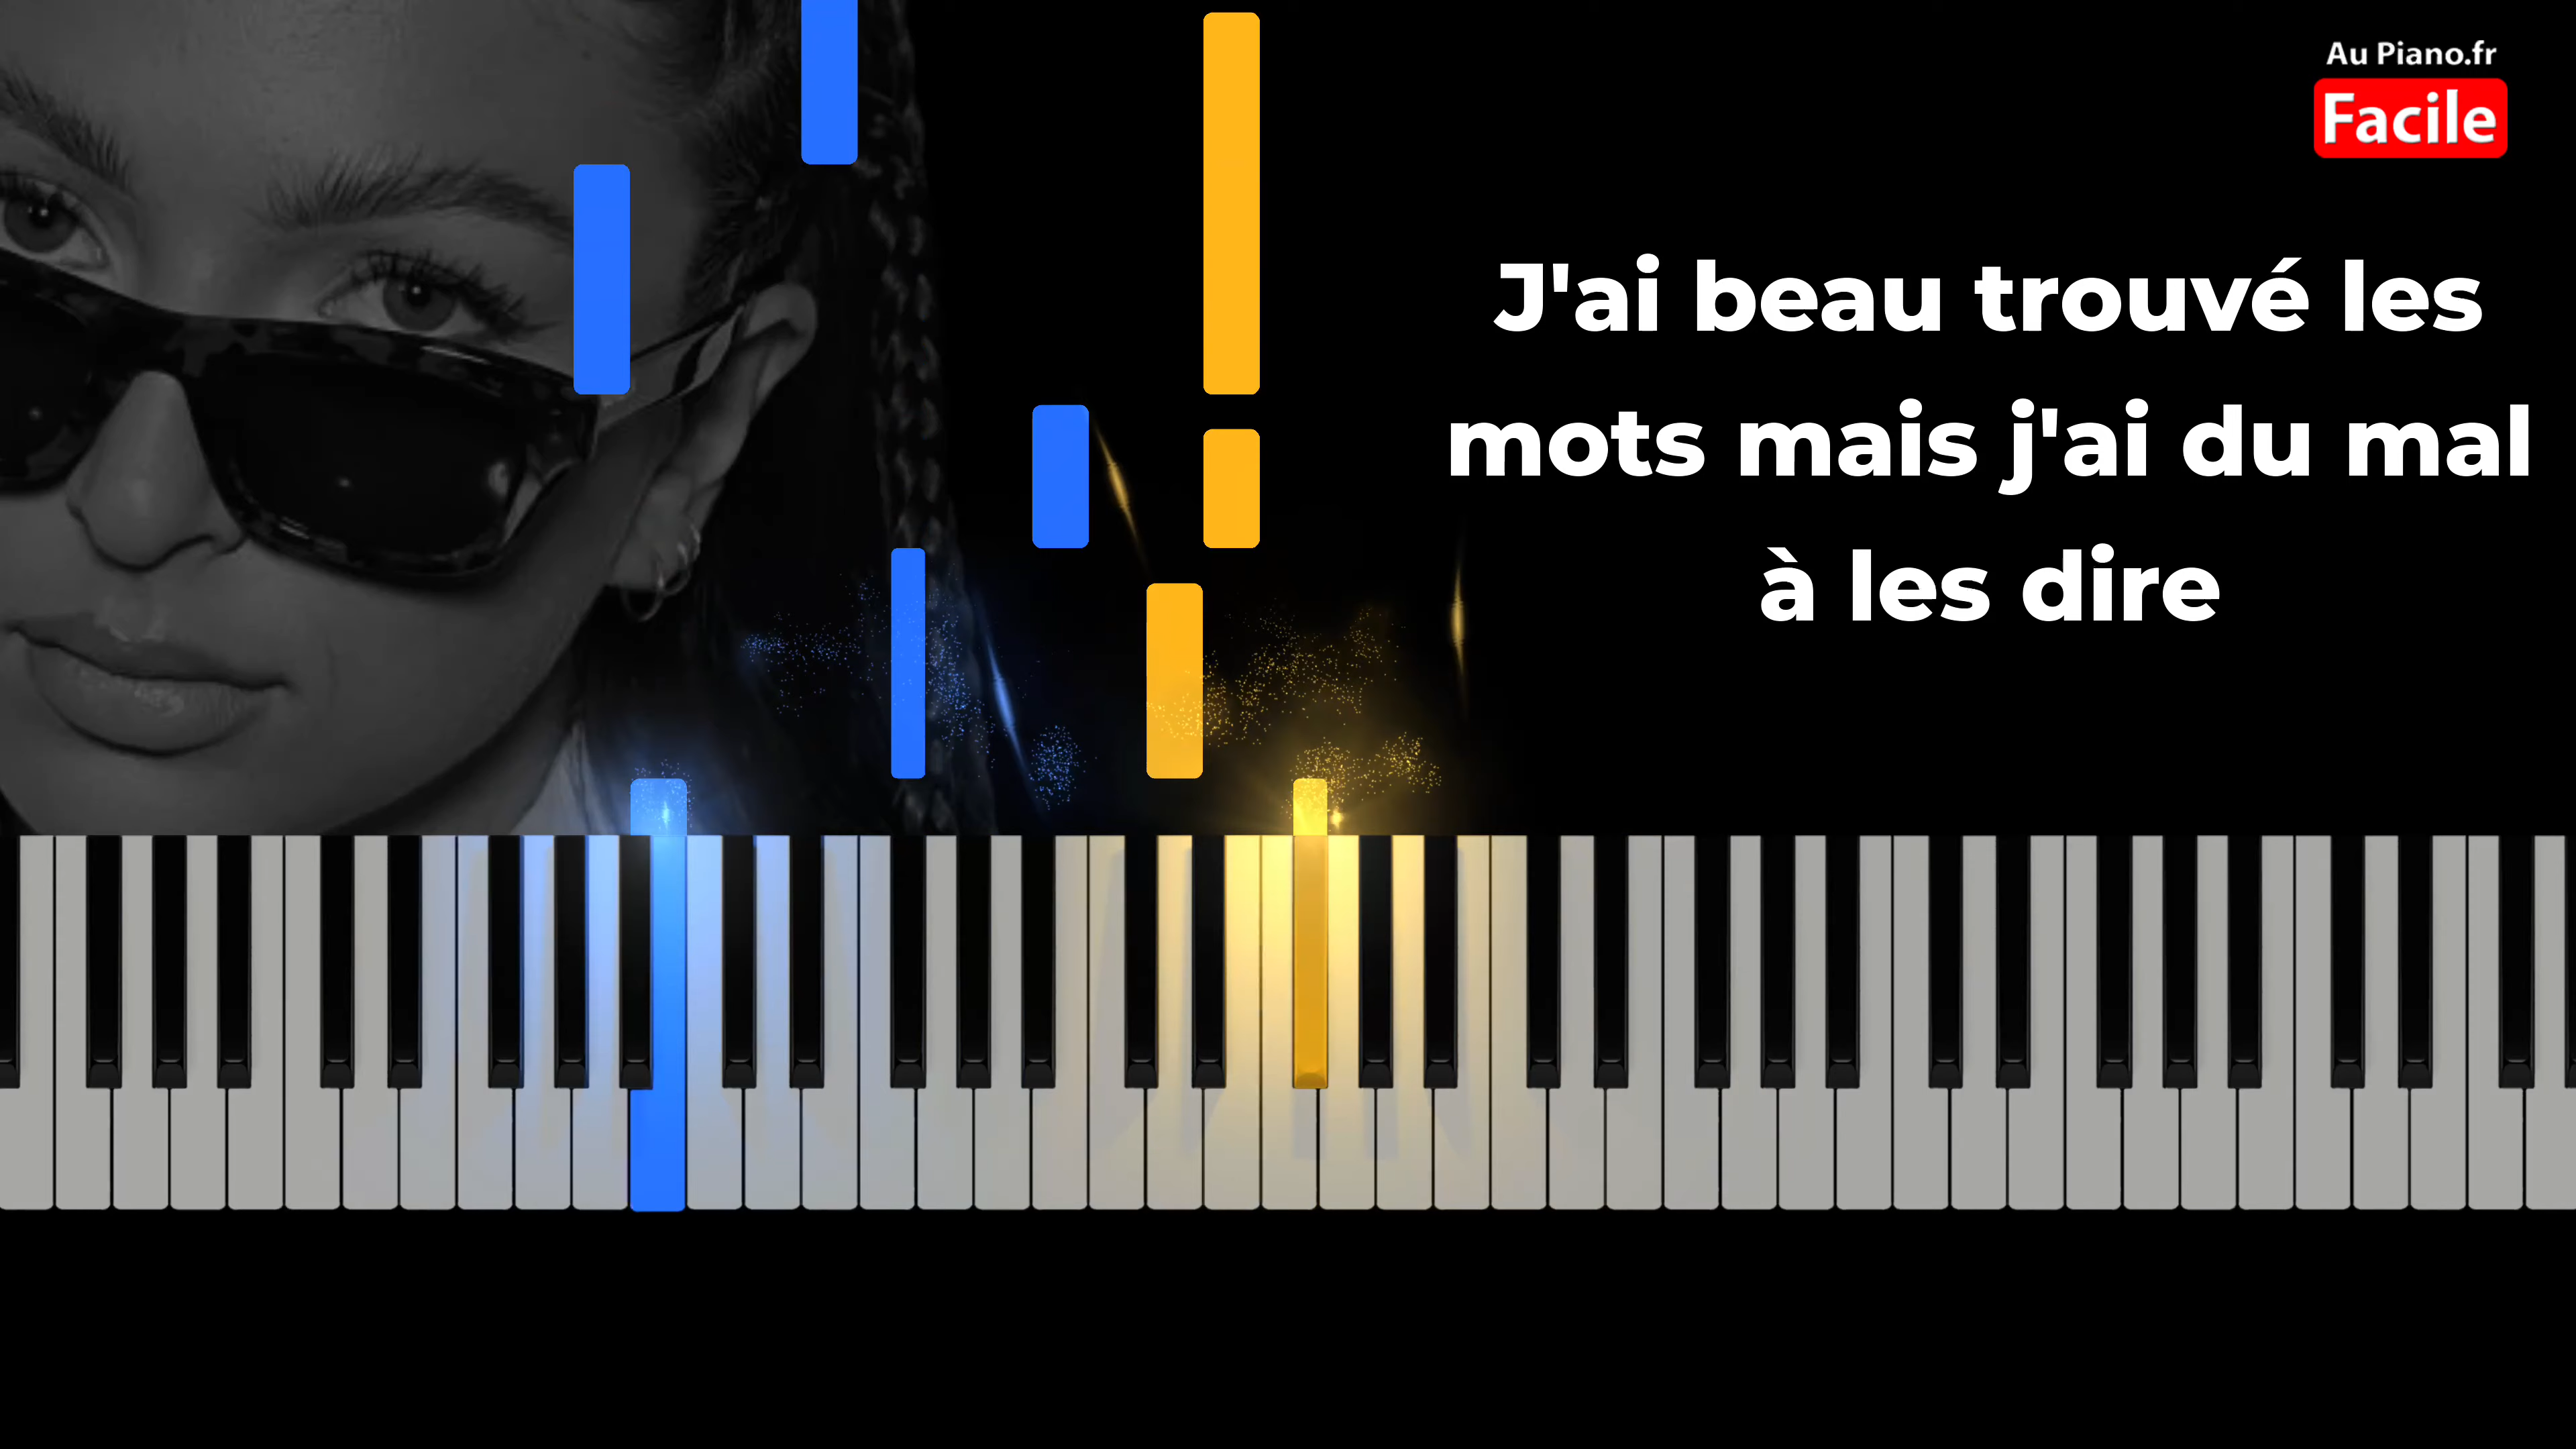 Au Piano.fr
Facile
J'ai beau trouvé les
mots mais j'ai du mal
à les dire